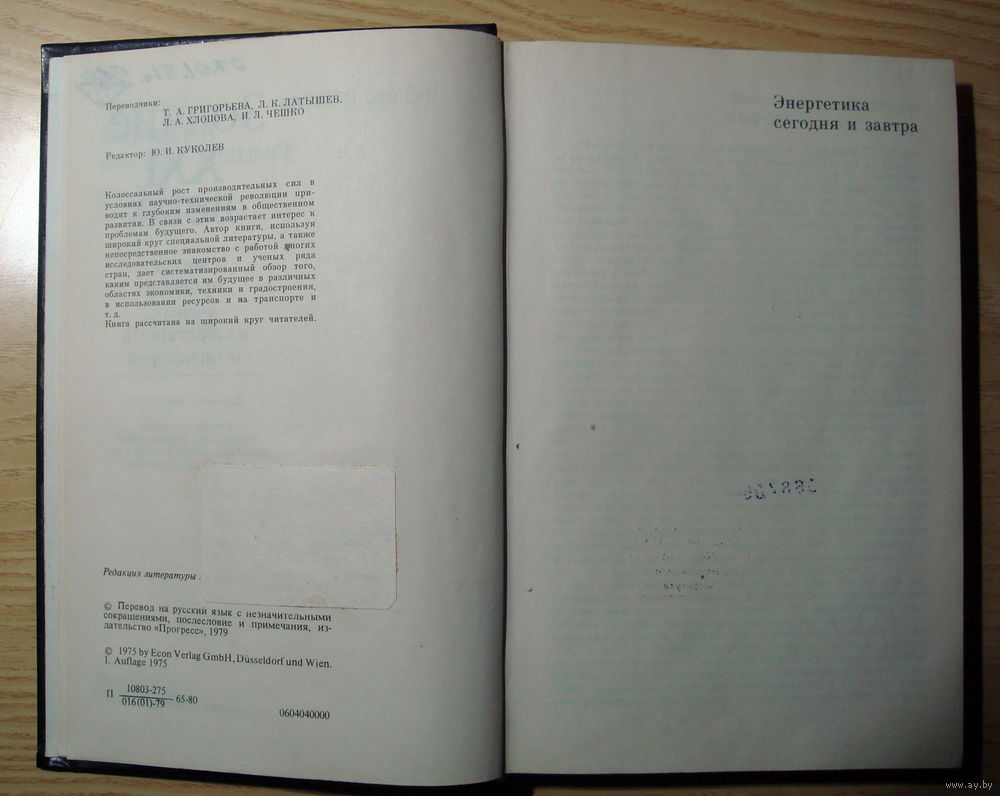 Переводчики:
Т. А. ГРИГОРЬЕВА, Л. К. ЛАТЫШЕВ,
Л. А. ХЛОПОВА, И. Л. ЧЕШКО
Редактор: Ю. И. КУКОЛЕВ
Колоссальный рост производительных сил в
условиях научно-технической революции при-
водит к глубоким изменениям в общественном
развитии. В связи с этим возрастает интерес к
проблемам будущего. Автор книги, используя
широкий круг специальной литературы, а также
непосредственное знакомство с работой многих
исследовательских центров и ученых ряда
стран, дает систематизированный обзор того,
каким представляется им будущее в различных
областях экономики, техники и градостроения,
в использовании ресурсов и на транспорте и
т. д.
Книга рассчитана на широкий круг читателей.
Редакция литературы
© Перевод на русский язык с незначительными
сокращениями, послесловие и примечания, из-
дательство «Прогресс», 1979
© 1975 by Econ Verlag GmbH, Düsseldorf und Wien.
1. Auflage 1975
П 10803-275
016(01)-79 65-80
0604040000
Энергетика
сегодня и завтра
www.ay.by